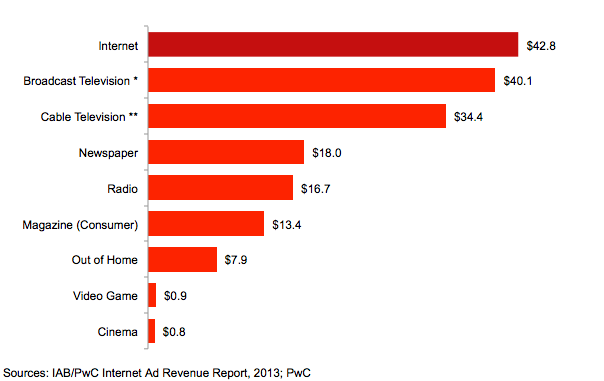 Internet $42.8
Broadcast Television * $40.1
Cable Television ** $34.4
Newspaper $18.0
Radio $16.7
Magazine (Consumer) $13.4
Out of Home $7.9
Video Game $0.9
Cinema $0.8
Sources: IAB/PwC Internet Ad Revenue Report, 2013; PwC